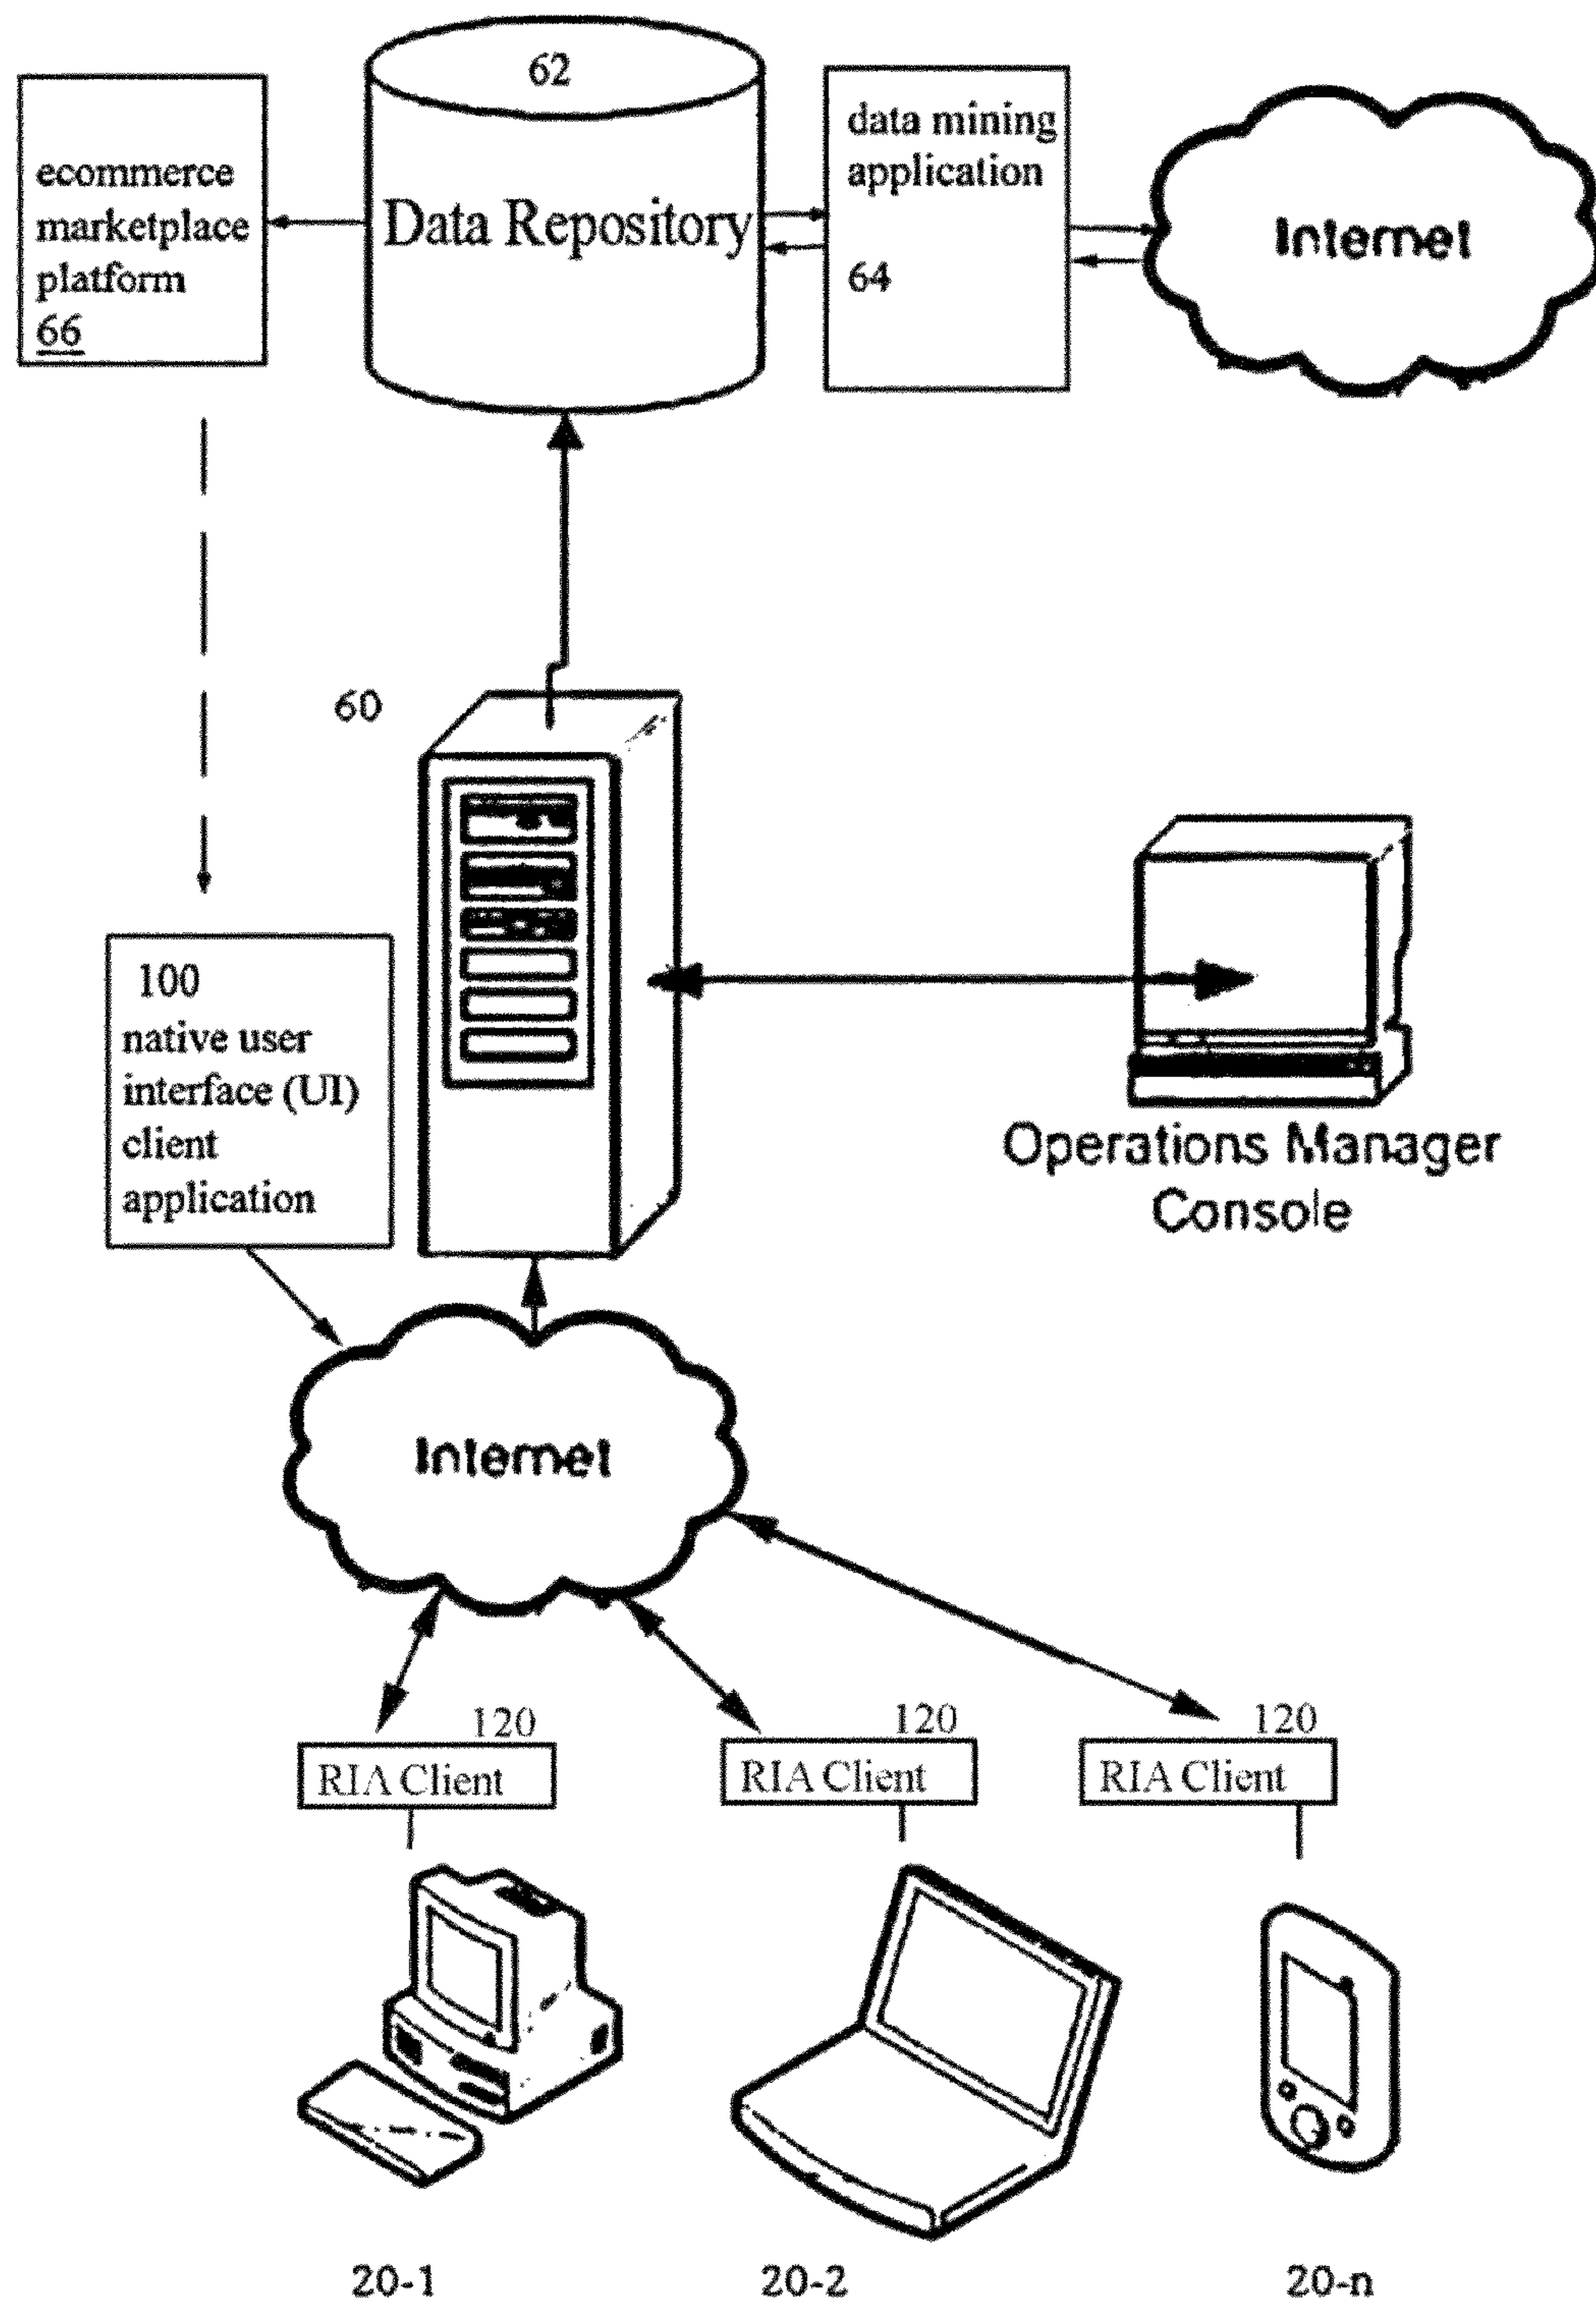 62
Data Repository
ecommerce
marketplace
platform
66
data mining
application
64
Internet
60
100
native user
interface (UI)
client
application
Operations Manager
Console
Internet
120
RIA Client
120
RIA Client
120
RIA Client
20-1
20-2
20-n